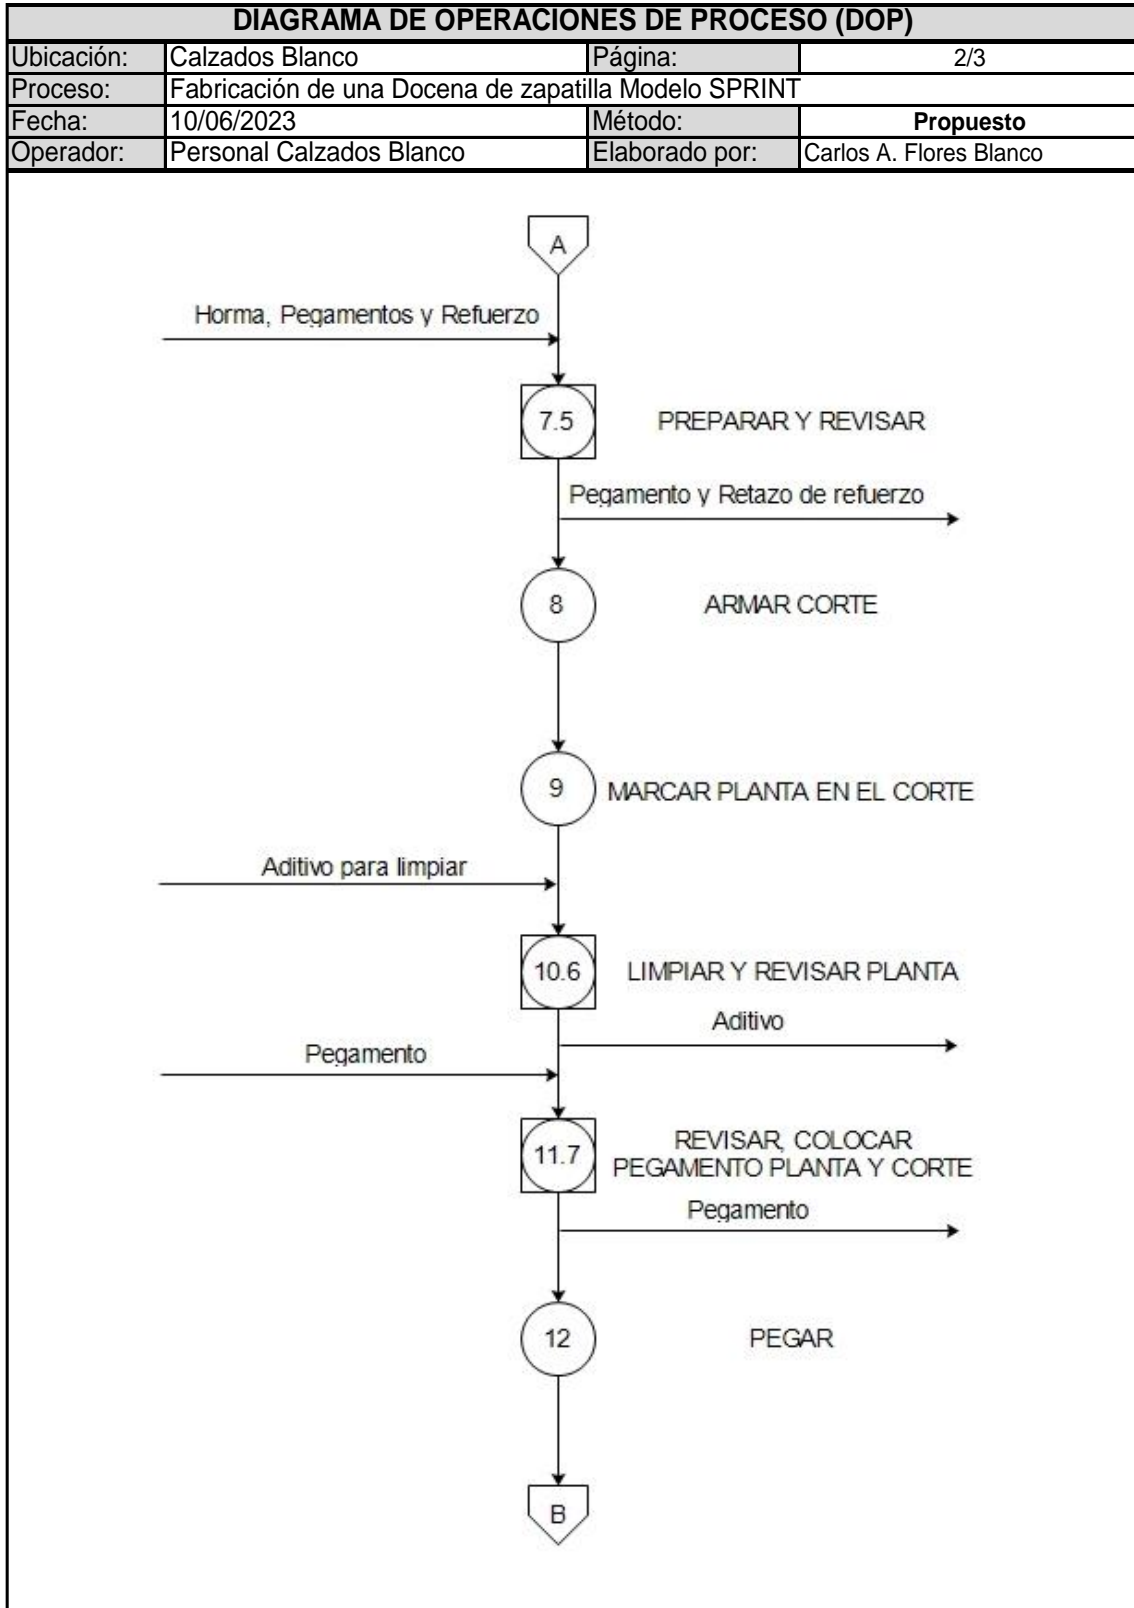 DIAGRAMA DE OPERACIONES DE PROCESO (DOP)
Ubicación: Calzados Blanco Página: 2/3
Proceso: Fabricación de una Docena de zapatilla Modelo SPRINT
Fecha: 10/06/2023 Método: Propuesto
Operador: Personal Calzados Blanco Elaborado por: Carlos A. Flores Blanco
A
Horma, Pegamentos y Refuerzo
7.5 PREPARAR Y REVISAR
Pegamento y Retazo de refuerzo
8 ARMAR CORTE
9 MARCAR PLANTA EN EL CORTE
Aditivo para limpiar
10.6 LIMPIAR Y REVISAR PLANTA
Aditivo
Pegamento
11.7 REVISAR, COLOCAR
PEGAMENTO PLANTA Y CORTE
Pegamento
12 PEGAR
B